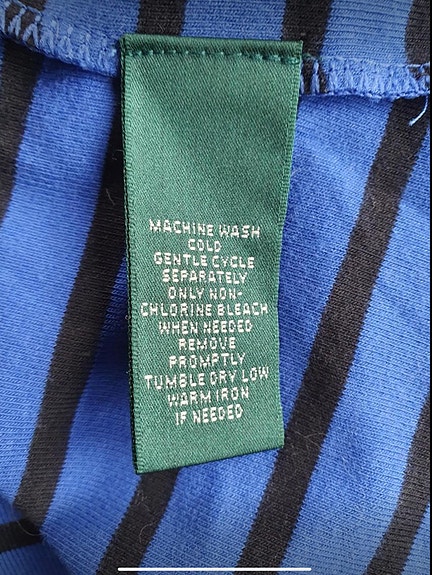 MACHINE WASH
COLD
GENTLE CYCLE
SEPARATELY
ONLY NON-
CHLORINE BLEACH
WHEN NEEDED
REMOVE
PROMPTLY
TUMBLE DRY LOW
WARM IRON
IF NEEDED